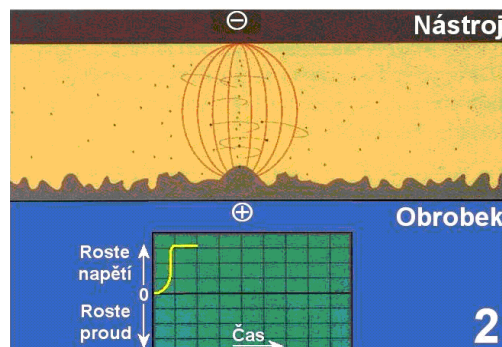 ⊖
Nástroj
⊕
Obrobek
Roste
napětí
0
Roste
proud
Čas
2